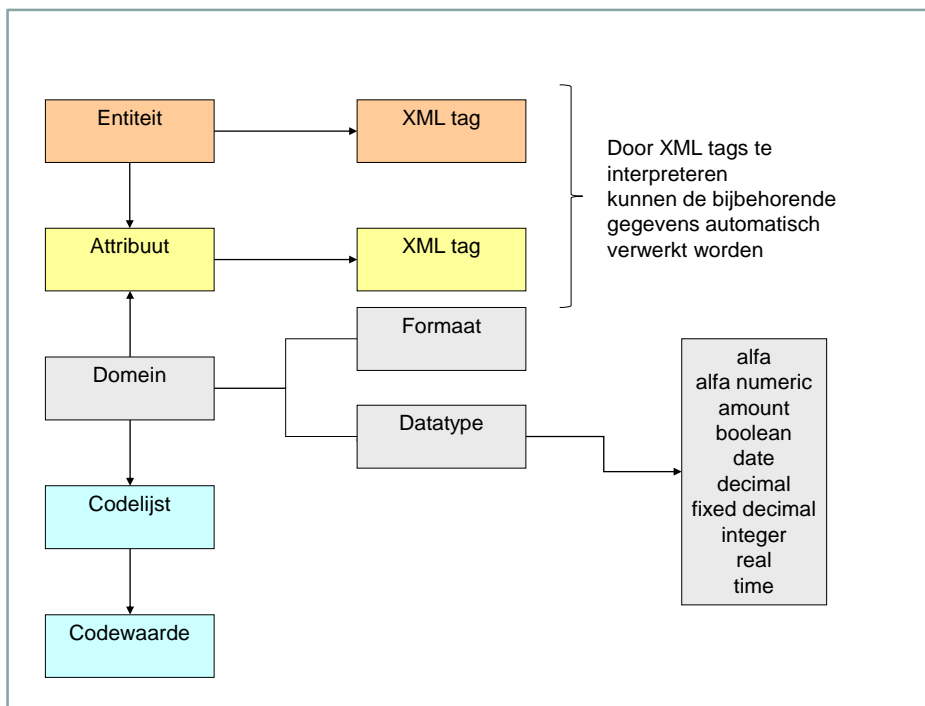 Entiteit
XML tag
Door XML tags te
interpreteren
kunnen de bijbehorende
gegevens automatisch
verwerkt worden
Attribuut
XML tag
Formaat
Domein
Datatype
alfa
alfa numeric
amount
boolean
date
decimal
fixed decimal
integer
real
time
Codelijst
Codewaarde